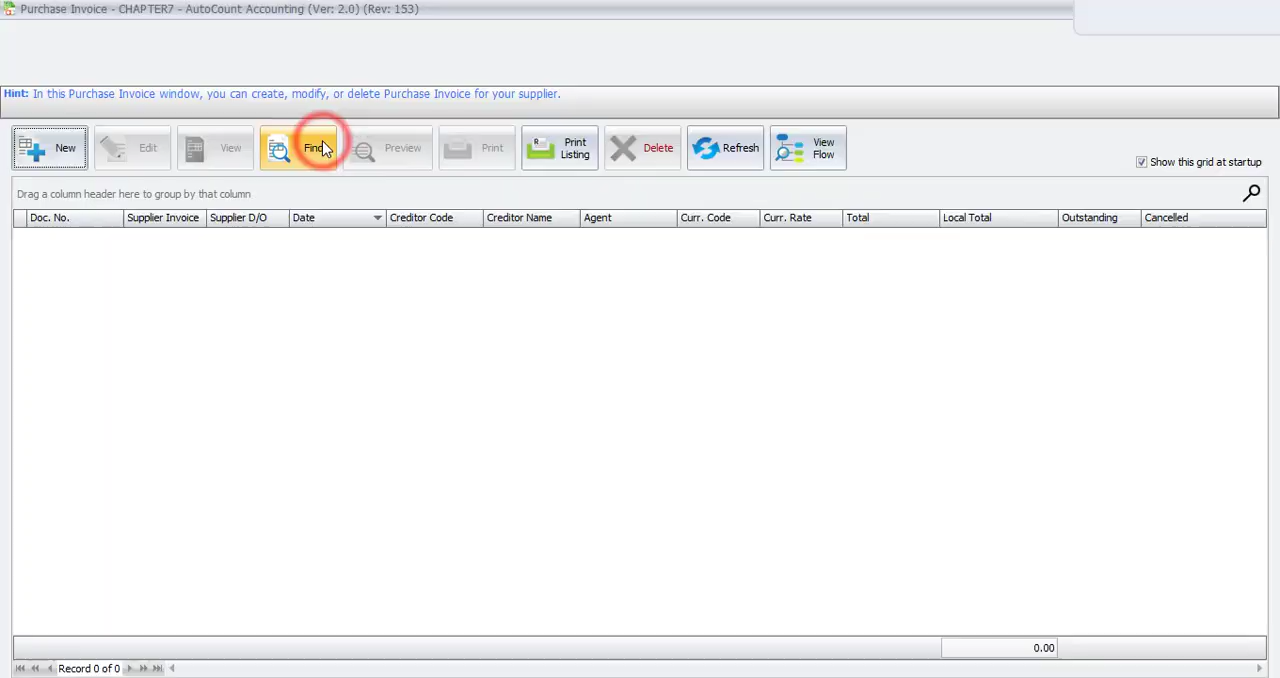 Purchase Invoice - CHAPTER7 - AutoCount Accounting (Ver: 2.0) (Rev: 153)
Hint: In this Purchase Invoice window, you can create, modify, or delete Purchase Invoice for your supplier.
New Edit View Find Preview Print Print Listing Delete Refresh View Flow
Show this grid at startup
Drag a column header here to group by that column
Doc. No. Supplier Invoice Supplier D/O Date Creditor Code Creditor Name Agent Curr. Code Curr. Rate Total Local Total Outstanding Cancelled
0.00
Record 0 of 0